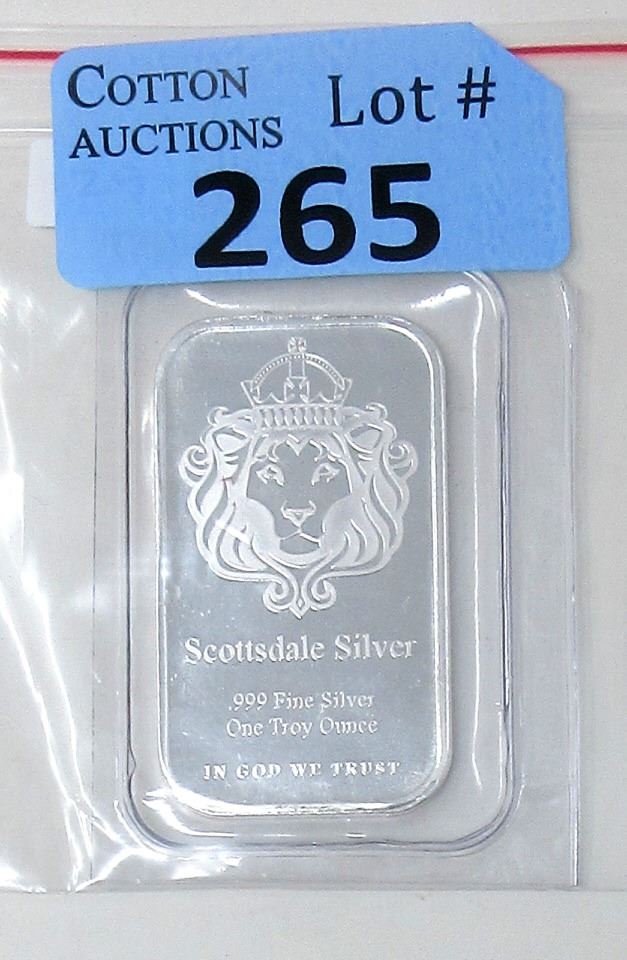 COTTON
AUCTIONS
Lot #
265
Scottsdale Silver
.999 Fine Silver
One Troy Ounce
IN GOD WE TRUST